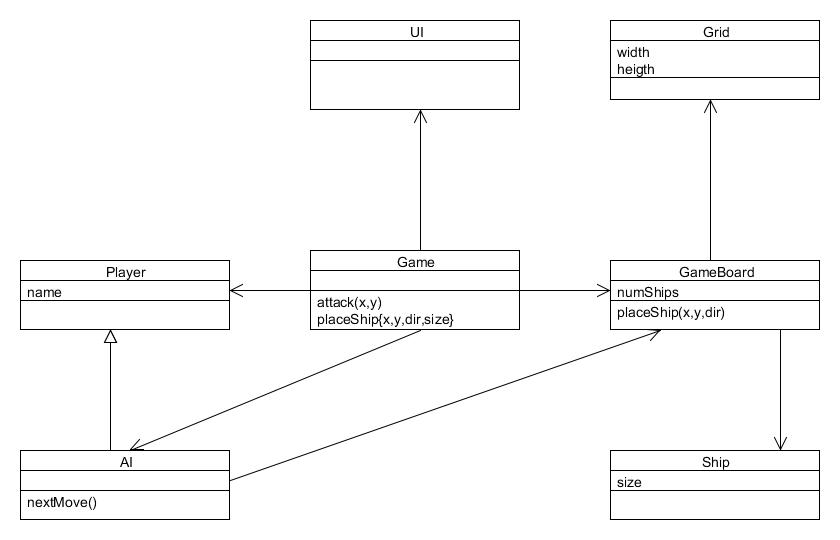 UI
Grid
width
heigth
Player
name
Game
attack(x,y)
placeShip{x,y,dir,size}
GameBoard
numShips
placeShip(x,y,dir)
AI
nextMove()
Ship
size